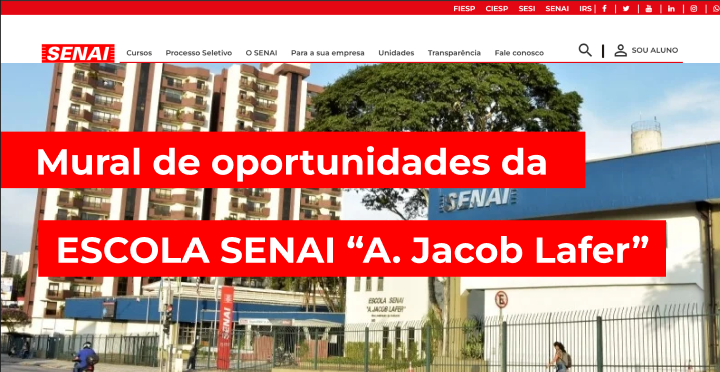 FIESP CIESP SESI SENAI IRS
SENAI Cursos Processo Seletivo O SENAI Para a sua empresa Unidades Transparência Fale conosco SOU ALUNO
Mural de oportunidades da
SENAI
ESCOLA SENAI “A. Jacob Lafer”
ESCOLA SENAI
"A.JACOB LAFER"
SENAI
E